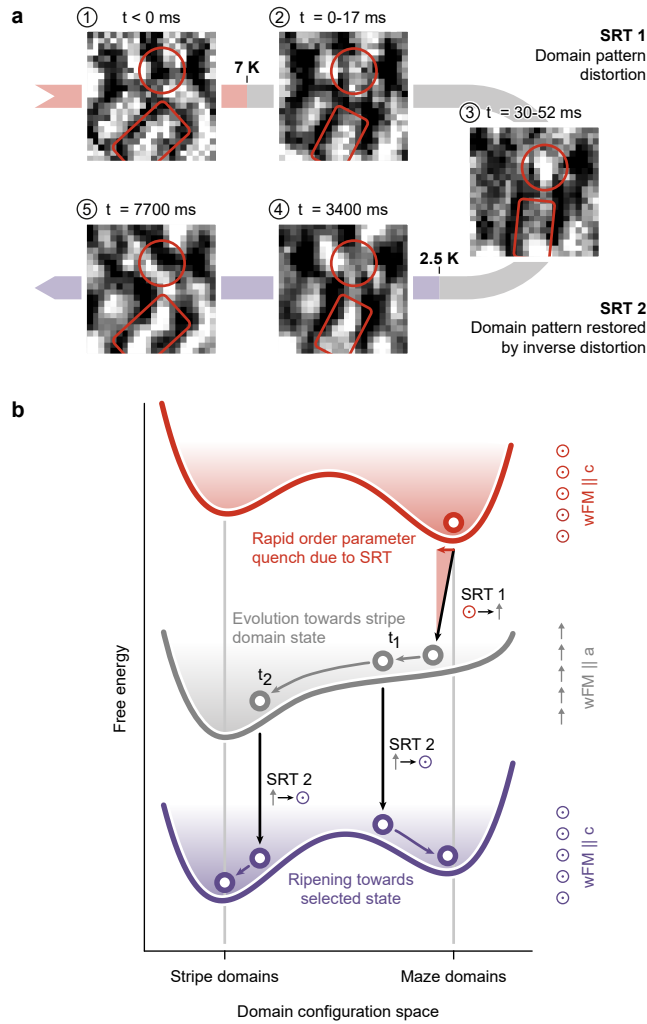 a
① t < 0 ms
② t = 0-17 ms
SRT 1
Domain pattern
distortion
7 K
③ t = 30-52 ms
⑤ t = 7700 ms
④ t = 3400 ms
2.5 K
SRT 2
Domain pattern restored
by inverse distortion
b
Free energy
wFM || c
Rapid order parameter
quench due to SRT
SRT 1
⊙→↑
Evolution towards stripe
domain state
t₁
t₂
wFM || a
SRT 2
↑→⊙
SRT 2
↑→⊙
Ripening towards
selected state
wFM || c
Stripe domains
Maze domains
Domain configuration space